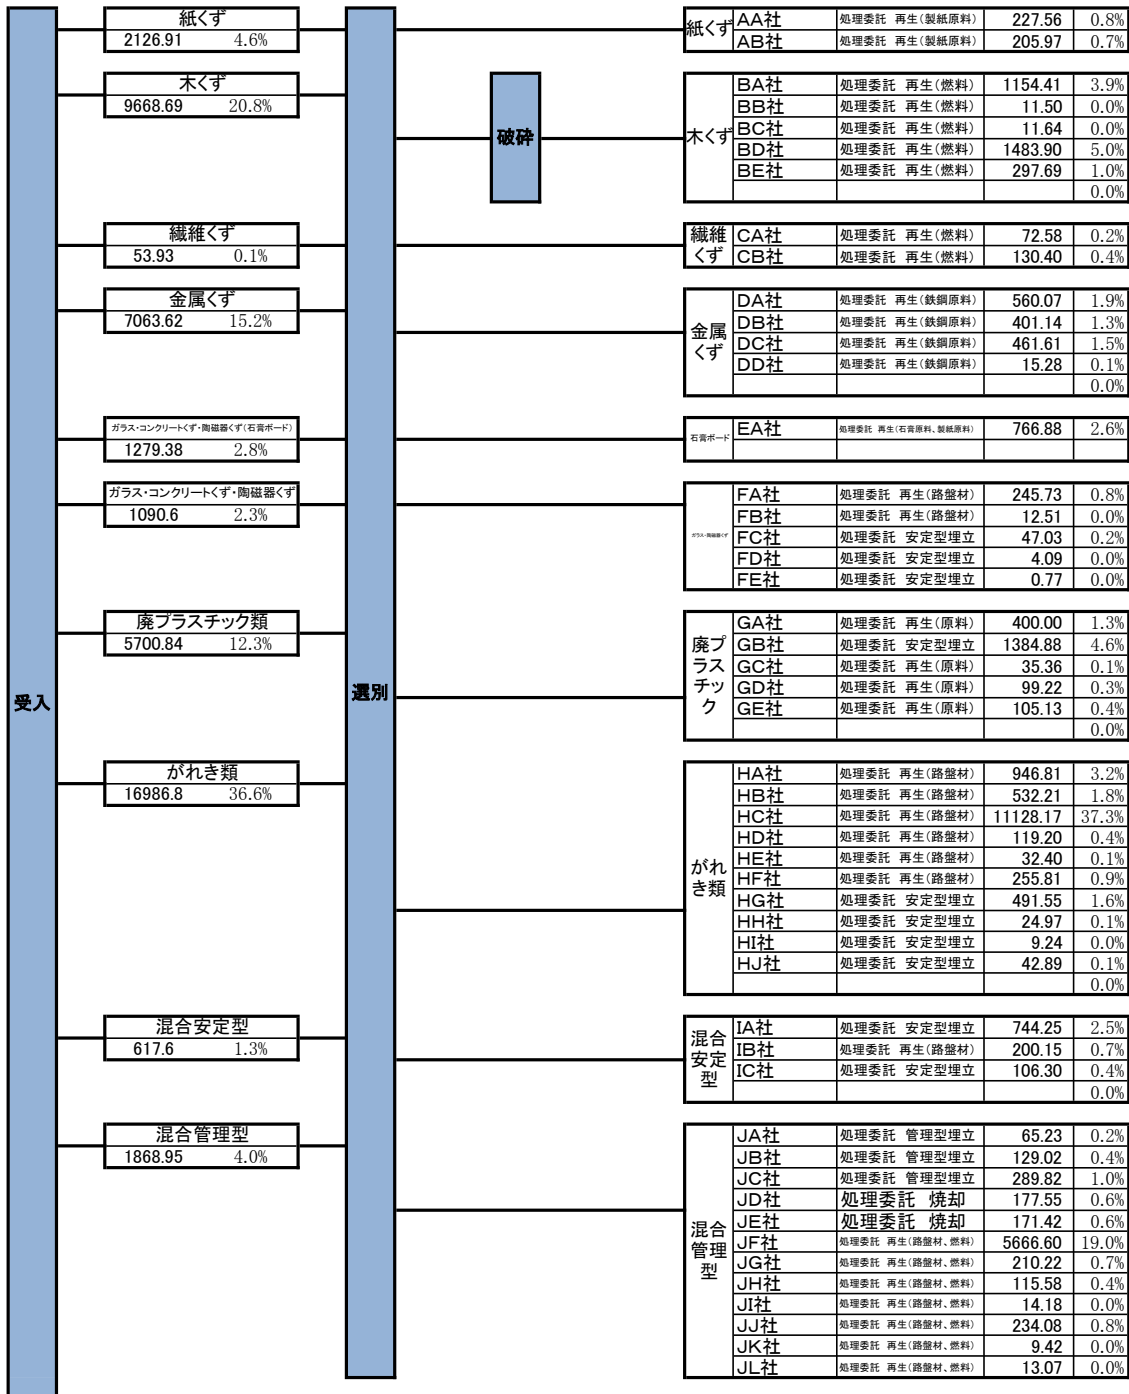 受入
選別
破砕
紙くず
2126.91 4.6%
木くず
9668.69 20.8%
繊維くず
53.93 0.1%
金属くず
7063.62 15.2%
ガラス・コンクリートくず・陶磁器くず(石膏ボード)
1279.38 2.8%
ガラス・コンクリートくず・陶磁器くず
1090.6 2.3%
廃プラスチック類
5700.84 12.3%
がれき類
16986.8 36.6%
混合安定型
617.6 1.3%
混合管理型
1868.95 4.0%
紙くず
AA社 処理委託 再生(製紙原料) 227.56 0.8%
AB社 処理委託 再生(製紙原料) 205.97 0.7%
木くず
BA社 処理委託 再生(燃料) 1154.41 3.9%
BB社 処理委託 再生(燃料) 11.50 0.0%
BC社 処理委託 再生(燃料) 11.64 0.0%
BD社 処理委託 再生(燃料) 1483.90 5.0%
BE社 処理委託 再生(燃料) 297.69 1.0%
0.0%
繊維
くず
CA社 処理委託 再生(燃料) 72.58 0.2%
CB社 処理委託 再生(燃料) 130.40 0.4%
金属
くず
DA社 処理委託 再生(鉄鋼原料) 560.07 1.9%
DB社 処理委託 再生(鉄鋼原料) 401.14 1.3%
DC社 処理委託 再生(鉄鋼原料) 461.61 1.5%
DD社 処理委託 再生(鉄鋼原料) 15.28 0.1%
0.0%
石膏ボード
EA社 処理委託 再生(石膏原料、製紙原料) 766.88 2.6%
ガラス・陶磁器くず
FA社 処理委託 再生(路盤材) 245.73 0.8%
FB社 処理委託 再生(路盤材) 12.51 0.0%
FC社 処理委託 安定型埋立 47.03 0.2%
FD社 処理委託 安定型埋立 4.09 0.0%
FE社 処理委託 安定型埋立 0.77 0.0%
廃プ
ラス
チッ
ク
GA社 処理委託 再生(原料) 400.00 1.3%
GB社 処理委託 安定型埋立 1384.88 4.6%
GC社 処理委託 再生(原料) 35.36 0.1%
GD社 処理委託 再生(原料) 99.22 0.3%
GE社 処理委託 再生(原料) 105.13 0.4%
0.0%
がれ
き類
HA社 処理委託 再生(路盤材) 946.81 3.2%
HB社 処理委託 再生(路盤材) 532.21 1.8%
HC社 処理委託 再生(路盤材) 11128.17 37.3%
HD社 処理委託 再生(路盤材) 119.20 0.4%
HE社 処理委託 再生(路盤材) 32.40 0.1%
HF社 処理委託 再生(路盤材) 255.81 0.9%
HG社 処理委託 安定型埋立 491.55 1.6%
HH社 処理委託 安定型埋立 24.97 0.1%
HI社 処理委託 安定型埋立 9.24 0.0%
HJ社 処理委託 安定型埋立 42.89 0.1%
0.0%
混合
安定
型
IA社 処理委託 安定型埋立 744.25 2.5%
IB社 処理委託 再生(路盤材) 200.15 0.7%
IC社 処理委託 安定型埋立 106.30 0.4%
0.0%
混合
管理
型
JA社 処理委託 管理型埋立 65.23 0.2%
JB社 処理委託 管理型埋立 129.02 0.4%
JC社 処理委託 管理型埋立 289.82 1.0%
JD社 処理委託 焼却 177.55 0.6%
JE社 処理委託 焼却 171.42 0.6%
JF社 処理委託 再生(路盤材、燃料) 5666.60 19.0%
JG社 処理委託 再生(路盤材、燃料) 210.22 0.7%
JH社 処理委託 再生(路盤材、燃料) 115.58 0.4%
JI社 処理委託 再生(路盤材、燃料) 14.18 0.0%
JJ社 処理委託 再生(路盤材、燃料) 234.08 0.8%
JK社 処理委託 再生(路盤材、燃料) 9.42 0.0%
JL社 処理委託 再生(路盤材、燃料) 13.07 0.0%